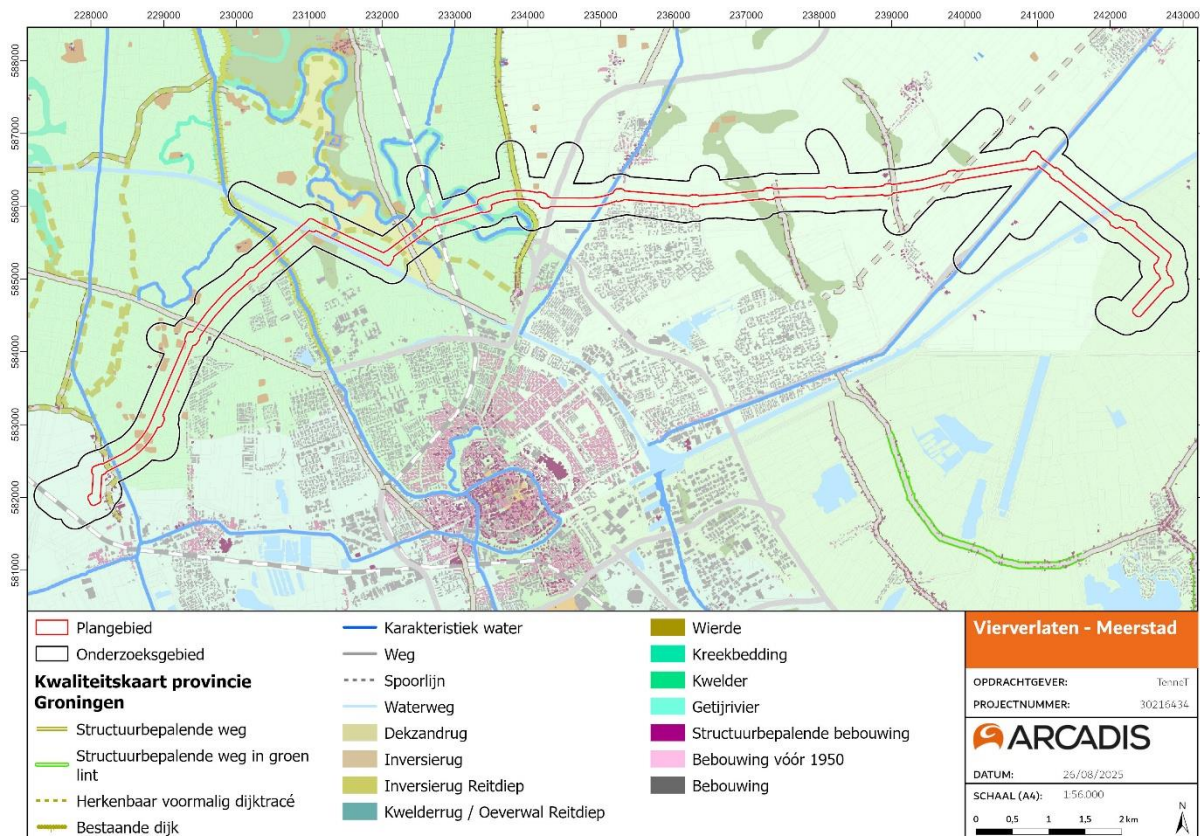 228000 229000 230000 231000 232000 233000 234000 235000 236000 237000 238000 239000 240000 241000 242000 243000
588000
587000
586000
585000
584000
583000
582000
581000
Plangebied
Onderzoeksgebied
Kwaliteitskaart provincie
Groningen
Structuurbepalende weg
Structuurbepalende weg in groen
lint
Herkenbaar voormalig dijktracé
Bestaande dijk
Karakteristiek water
Weg
Spoorlijn
Waterweg
Dekzandrug
Inversierug
Inversierug Reitdiep
Kwelderrug / Oeverwal Reitdiep
Wierde
Kreekbedding
Kwelder
Getijrivier
Structuurbepalende bebouwing
Bebouwing vóór 1950
Bebouwing
Vierverlaten - Meerstad
OPDRACHTGEVER: TenneT
PROJECTNUMMER: 30216434
ARCADIS
DATUM: 26/08/2025
SCHAAL (A4): 1:56.000
0 0,5 1 1,5 2 km
N